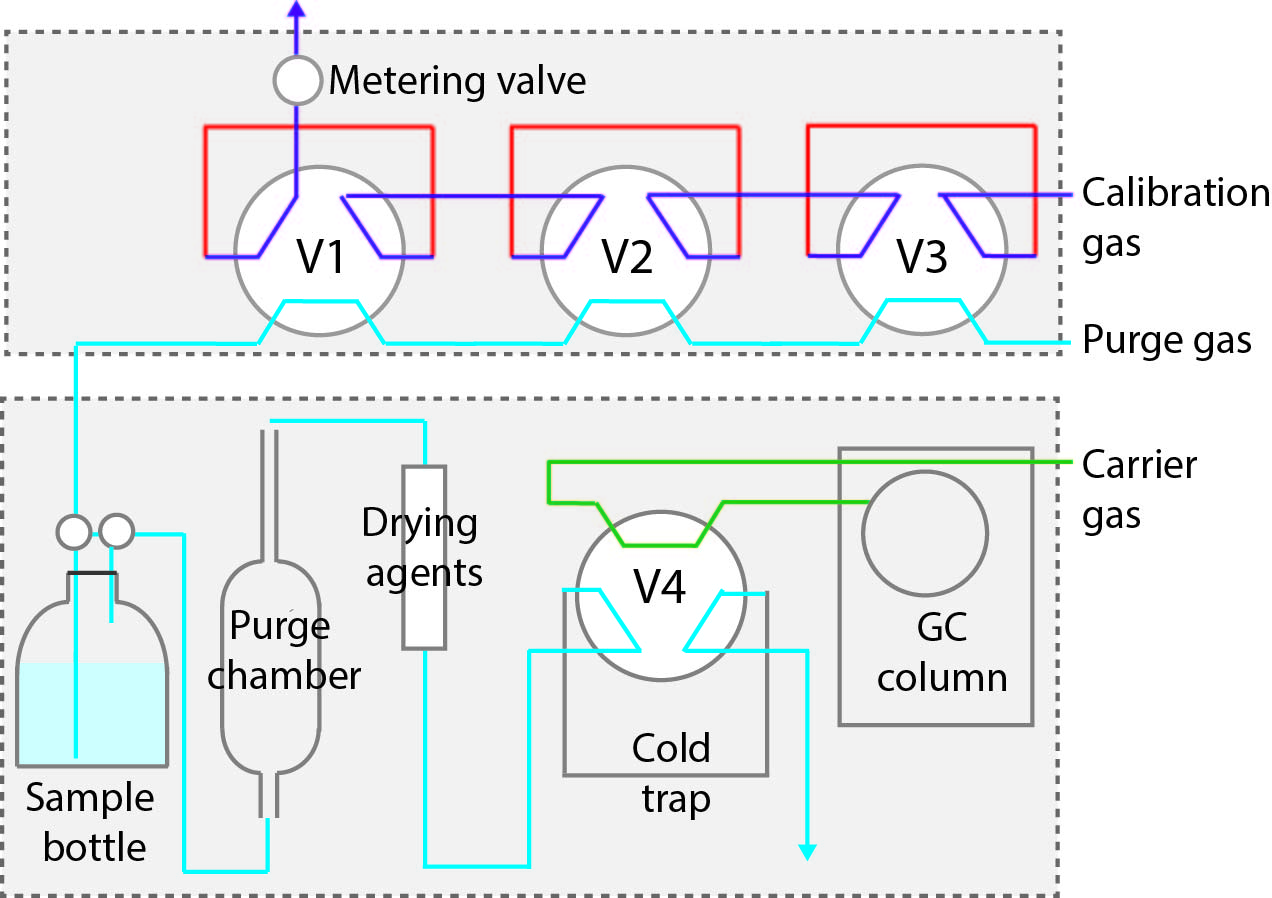 Metering valve
V1
V2
V3
Calibration
gas
Purge gas
Carrier
gas
Drying
agents
V4
Purge
chamber
GC
column
Cold
trap
Sample
bottle